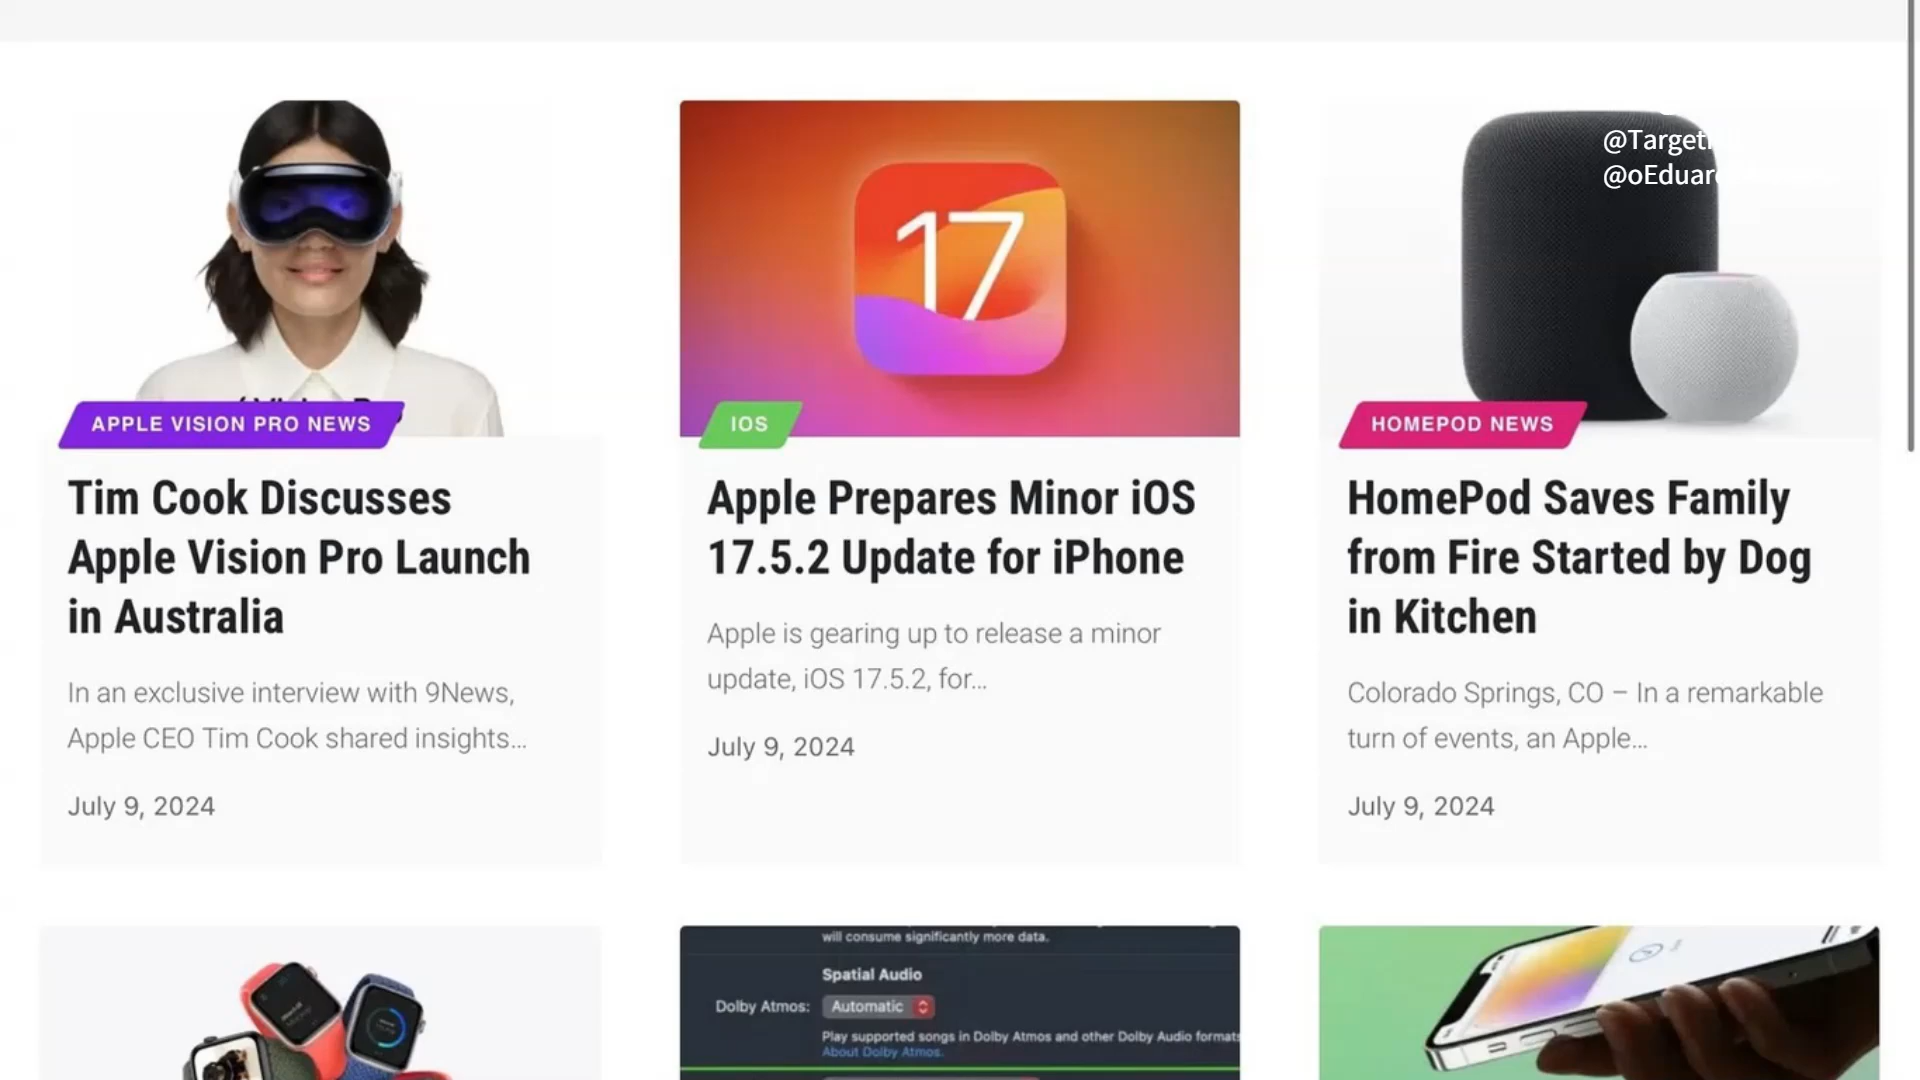 @Target
@oEduar
APPLE VISION PRO NEWS
Tim Cook Discusses
Apple Vision Pro Launch
in Australia
In an exclusive interview with 9News,
Apple CEO Tim Cook shared insights...
July 9, 2024
17
IOS
Apple Prepares Minor iOS
17.5.2 Update for iPhone
Apple is gearing up to release a minor
update, iOS 17.5.2, for...
July 9, 2024
HOMEPOD NEWS
HomePod Saves Family
from Fire Started by Dog
in Kitchen
Colorado Springs, CO – In a remarkable
turn of events, an Apple...
July 9, 2024
will consume significantly more data.
Spatial Audio
Dolby Atmos: Automatic
Play supported songs in Dolby Atmos and other Dolby Audio formats
About Dolby Atmos.